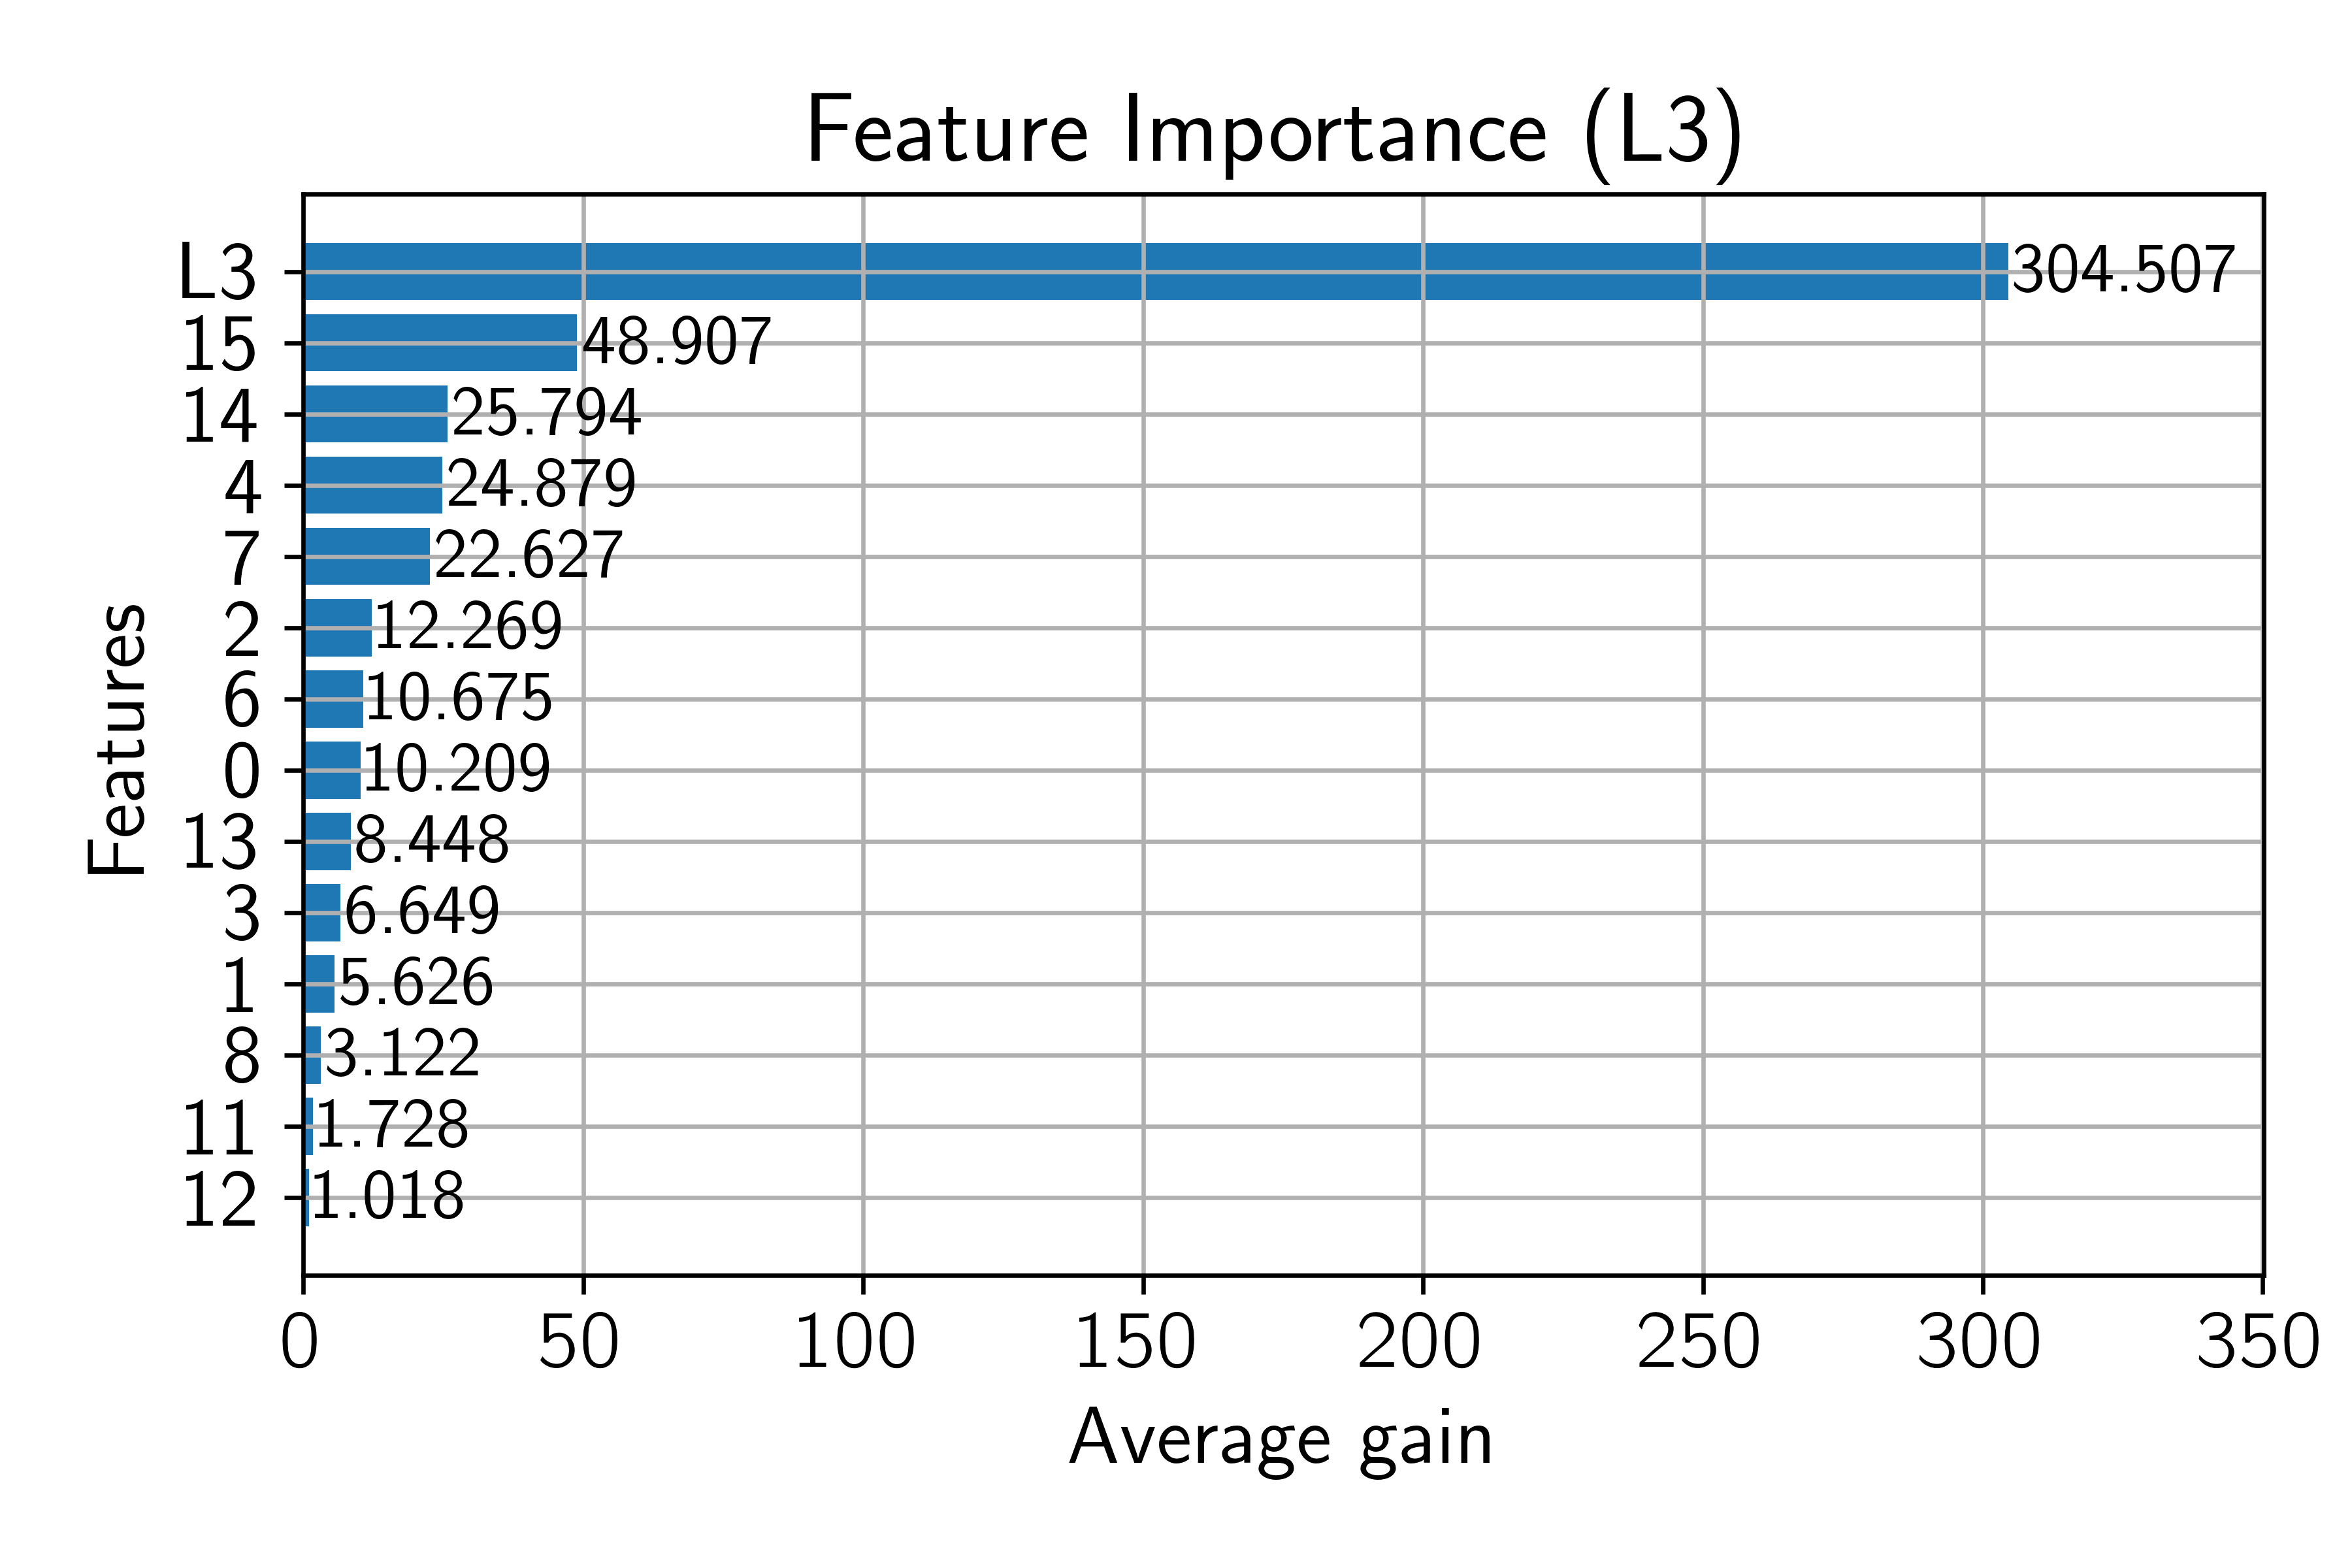 Feature Importance (L3)
L3 304.507
15 48.907
14 25.794
4 24.879
7 22.627
2 12.269
6 10.675
0 10.209
13 8.448
3 6.649
1 5.626
8 3.122
11 1.728
12 1.018
Features
0 50 100 150 200 250 300 350
Average gain